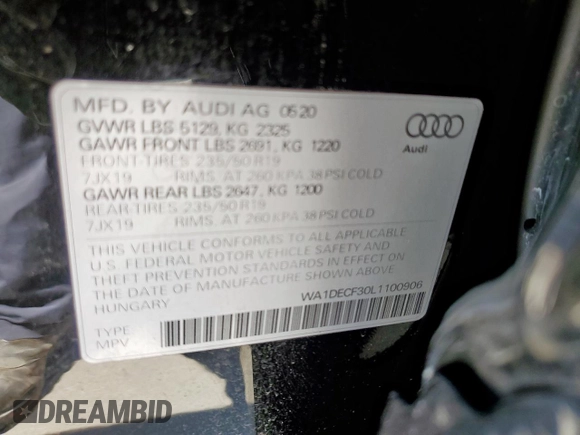 MFD. BY AUDI AG 0520
GVWR LBS 5129, KG 2325
GAWR FRONT LBS 2691, KG 1220
FRONT-TIRES 235/50 R19
7JX19 RIMS. AT 260 KPA 38 PSI COLD
GAWR REAR LBS 2647, KG 1200
REAR-TIRES 235/50 R19
7JX19 RIMS. AT 260 KPA 38 PSI COLD
THIS VEHICLE CONFORMS TO ALL APPLICABLE
U.S. FEDERAL MOTOR VEHICLE SAFETY AND
THEFT PREVENTION STANDARDS IN EFFECT ON
THE DATE OF MANUFACTURE SHOWN ABOVE
HUNGARY
WA1DECF30L1100906
TYPE
MPV
Audi
DREAMBID